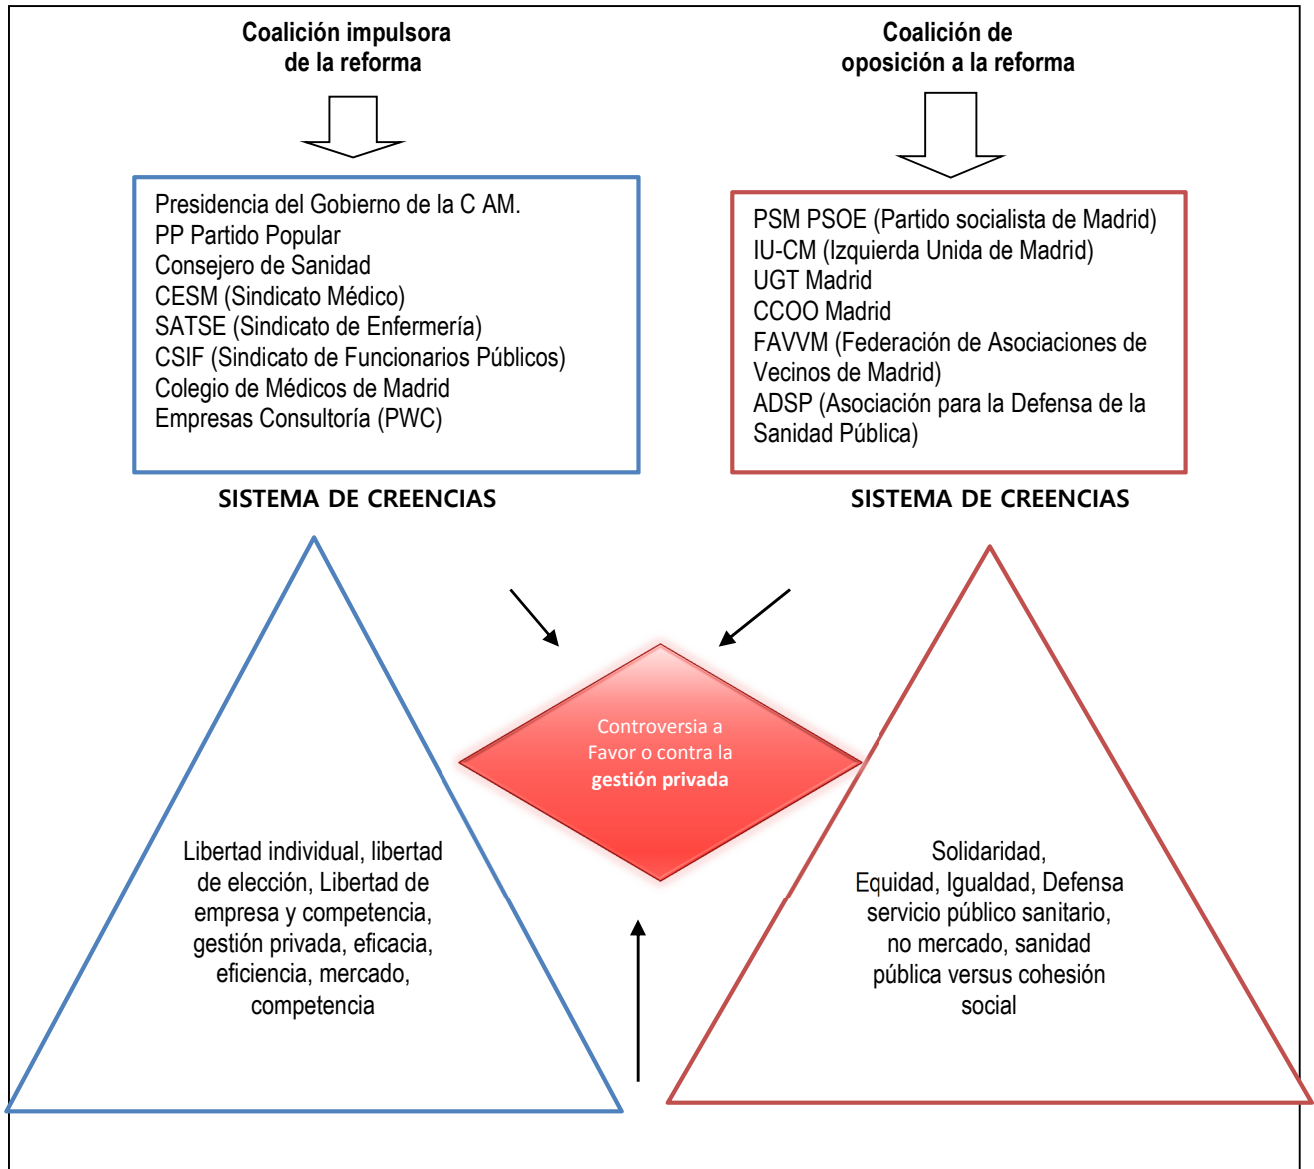 Coalición impulsora
de la reforma
Coalición de
oposición a la reforma
Presidencia del Gobierno de la C AM.
PP Partido Popular
Consejero de Sanidad
CESM (Sindicato Médico)
SATSE (Sindicato de Enfermería)
CSIF (Sindicato de Funcionarios Públicos)
Colegio de Médicos de Madrid
Empresas Consultoría (PWC)
PSM PSOE (Partido socialista de Madrid)
IU-CM (Izquierda Unida de Madrid)
UGT Madrid
CCOO Madrid
FAVVM (Federación de Asociaciones de
Vecinos de Madrid)
ADSP (Asociación para la Defensa de la
Sanidad Pública)
SISTEMA DE CREENCIAS
SISTEMA DE CREENCIAS
Controversia a
Favor o contra la
gestión privada
Libertad individual, libertad
de elección, Libertad de
empresa y competencia,
gestión privada, eficacia,
eficiencia, mercado,
competencia
Solidaridad,
Equidad, Igualdad, Defensa
servicio público sanitario,
no mercado, sanidad
pública versus cohesión
social